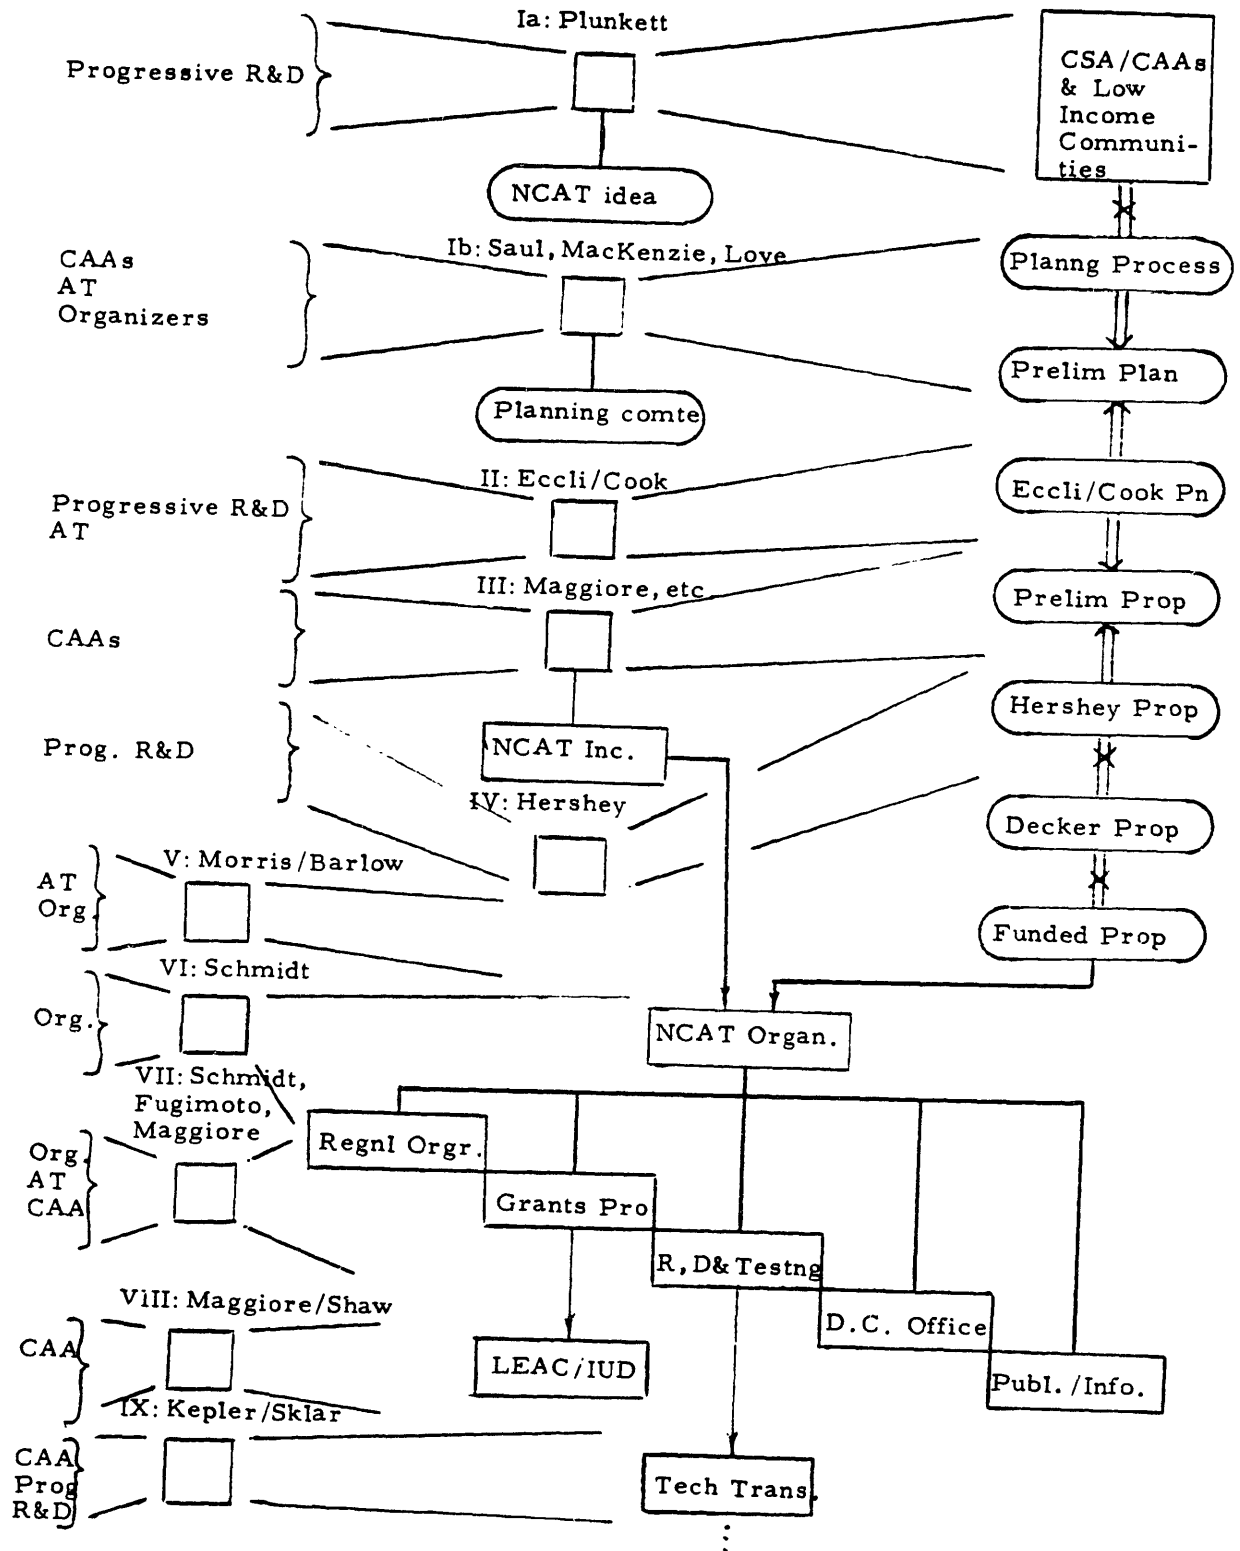 Ia: Plunkett
Progressive R&D
CSA/CAAs
& Low
Income
Communi-
ties
NCAT idea
CAAs
AT
Organizers
Ib: Saul, MacKenzie, Love
Planng Process
Prelim Plan
Planning comte
Progressive R&D
AT
II: Eccli/Cook
Eccli/Cook Pn
III: Maggiore, etc
Prelim Prop
CAAs
Hershey Prop
Prog. R&D
NCAT Inc.
IV: Hershey
Decker Prop
V: Morris/Barlow
AT
Org.
Funded Prop
VI: Schmidt
Org.
NCAT Organ.
VII: Schmidt,
Fugimoto,
Maggiore
Org.
AT
CAA
Regnl Orgr.
Grants Pro
R, D& Testng
D.C. Office
Publ./Info.
VIII: Maggiore/Shaw
CAA
LEAC/IUD
IX: Kepler/Sklar
CAA
Prog
R&D
Tech Trans.